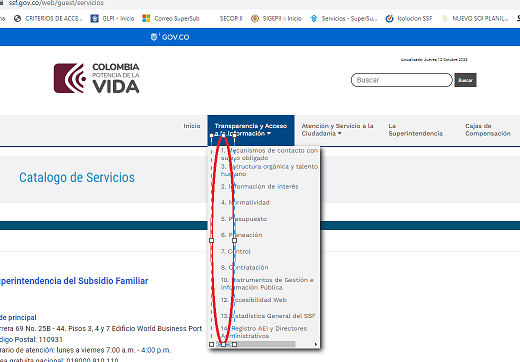 ssf.gov.co/web/guest/servicios
CRITERIOS DE ACCE...
GLPI - Inicio
Correo SuperSub
SECOP II
SIGEPII - Inicio
Servicios - SuperSu...
Isolucion SSF
NUEVO SOI PLANIL...
GOV.CO
Actualizado: Jueves 12 Octubre 2023
COLOMBIA
POTENCIA DE LA
VIDA
Buscar
Buscar
Inicio
Transparencia y Acceso
a la Información
Atención y Servicio a la
Ciudadanía
La
Superintendencia
Cajas de
Compensación
1. Mecanismos de contacto con
sujeto obligado
3. Estructura orgánica y talento
humano
2. Información de interés
4. Normatividad
5. Presupuesto
6. Planeación
7. Control
8. Contratación
10. Instrumentos de Gestión e
Información Pública
12. Accesibilidad Web
13. Estadística General del SSF
14. Registro AEI y Directores
Administrativos
Catalogo de Servicios
perintendencia del Subsidio Familiar
de principal
rrera 69 No. 25B - 44. Pisos 3, 4 y 7 Edificio World Business Port
digo Postal: 110931
rario de atención: lunes a viernes 7:00 a.m. - 4:00 p.m.
ea gratuita nacional: 018000 910 110